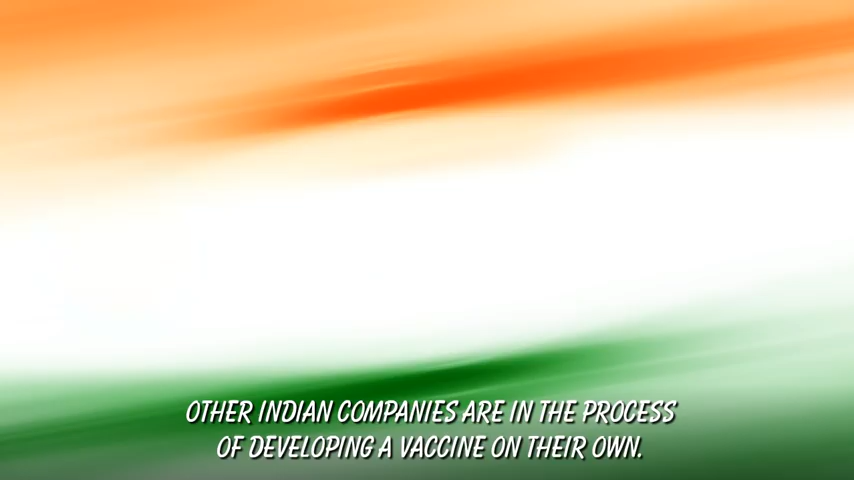 OTHER INDIAN COMPANIES ARE IN THE PROCESS
OF DEVELOPING A VACCINE ON THEIR OWN.